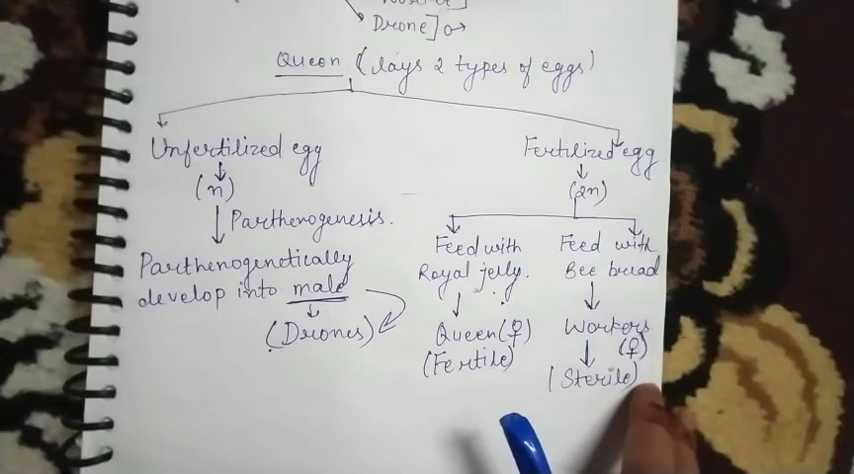 Drone] ♂
Queen (lays 2 types of eggs)
Unfertilized egg
(n)
Parthenogenesis.
Parthenogenetically
develop into male
(Drones)
Fertilized egg
(2n)
Feed with
Royal jelly.
Queen (♀)
(Fertile)
Feed with
Bee bread
Workers
(♀)
(Sterile)